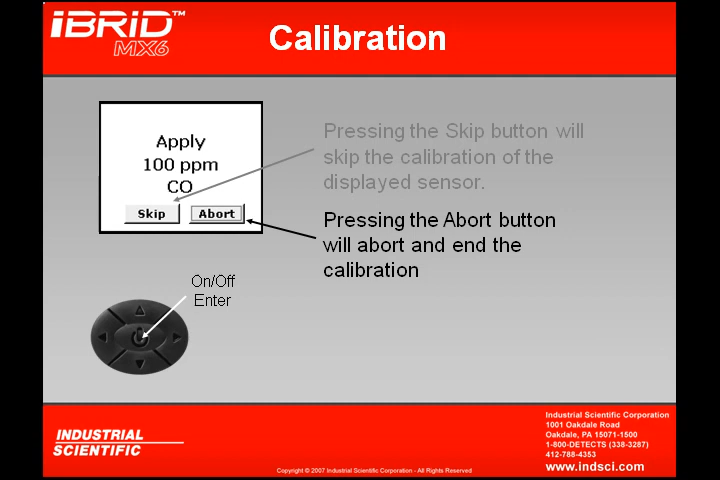 iBRiD™
MX6
Calibration
Apply
100 ppm
CO
Skip
Abort
Pressing the Skip button will
skip the calibration of the
displayed sensor.
Pressing the Abort button
will abort and end the
calibration
On/Off
Enter
INDUSTRIAL
SCIENTIFIC
Copyright © 2007 Industrial Scientific Corporation - All Rights Reserved
Industrial Scientific Corporation
1001 Oakdale Road
Oakdale, PA 15071-1500
1-800-DETECTS (338-3287)
412-788-4353
www.indsci.com